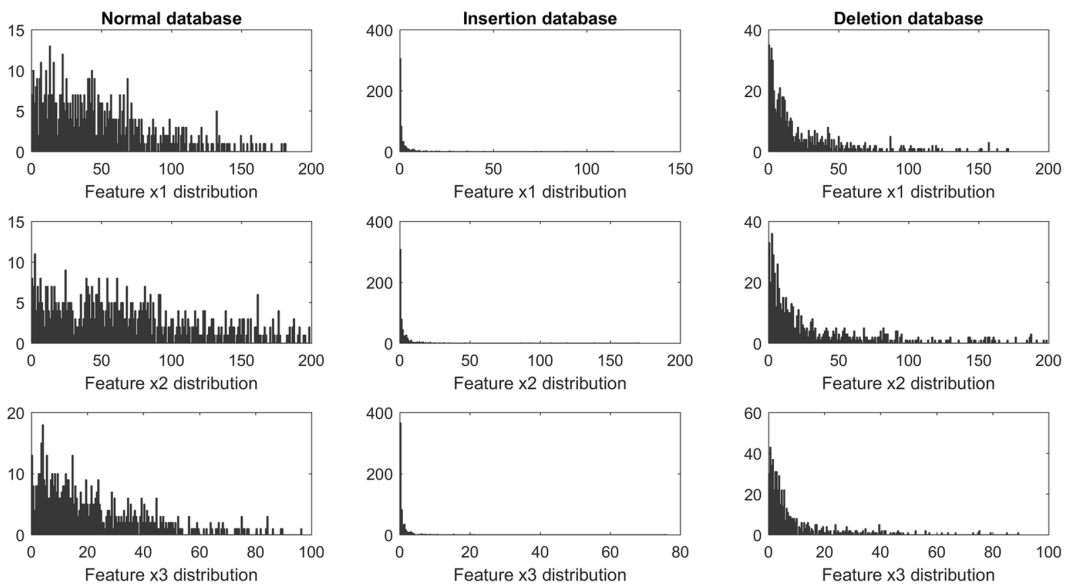 Normal database
Insertion database
Deletion database
15
10
5
0
0 50 100 150 200
Feature x1 distribution
400
200
0
0 50 100 150
Feature x1 distribution
40
20
0
0 50 100 150 200
Feature x1 distribution
15
10
5
0
0 50 100 150 200
Feature x2 distribution
400
200
0
0 50 100 150 200
Feature x2 distribution
40
20
0
0 50 100 150 200
Feature x2 distribution
20
10
0
0 20 40 60 80 100
Feature x3 distribution
400
200
0
0 20 40 60 80
Feature x3 distribution
60
40
20
0
0 20 40 60 80 100
Feature x3 distribution